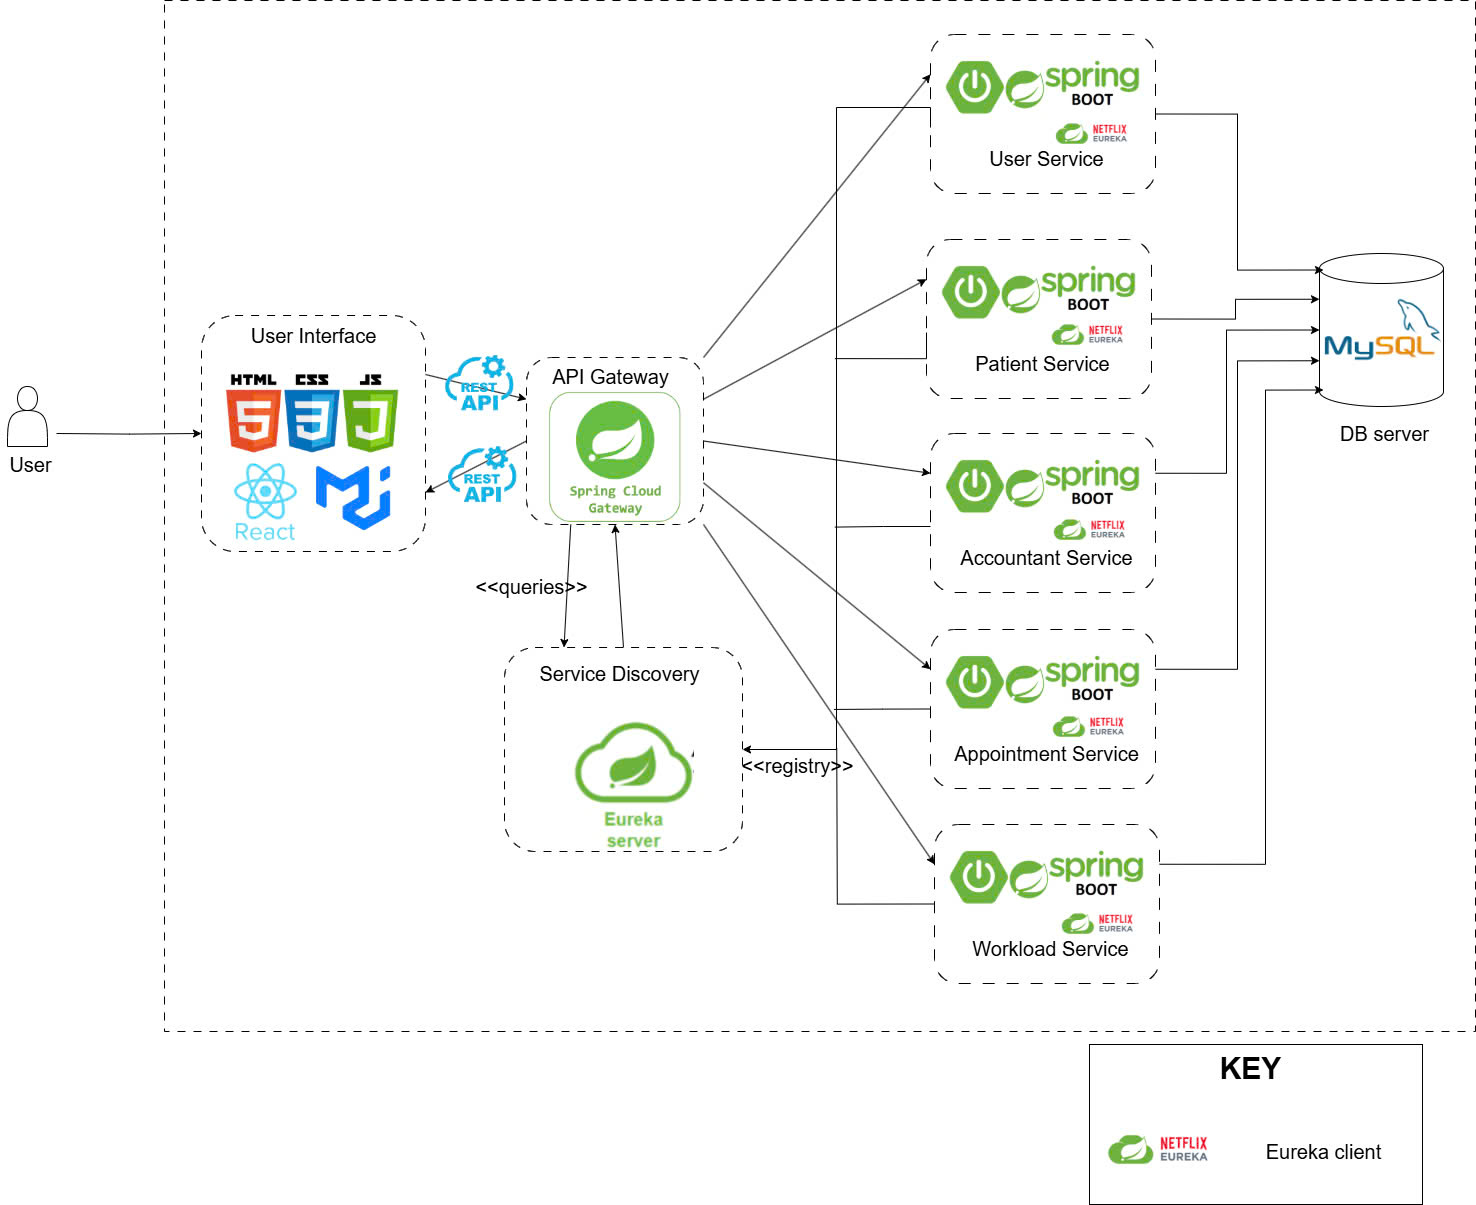 spring
BOOT
NETFLIX
EUREKA
User Service
spring
BOOT
NETFLIX
EUREKA
Patient Service
User Interface
HTML
CSS
JS
React
REST
API
REST
API
API Gateway
Spring Cloud
Gateway
MySQL
DB server
User
spring
BOOT
NETFLIX
EUREKA
Accountant Service
<<queries>>
Service Discovery
Eureka
server
<<registry>>
spring
BOOT
NETFLIX
EUREKA
Appointment Service
spring
BOOT
NETFLIX
EUREKA
Workload Service
KEY
NETFLIX
EUREKA
Eureka client